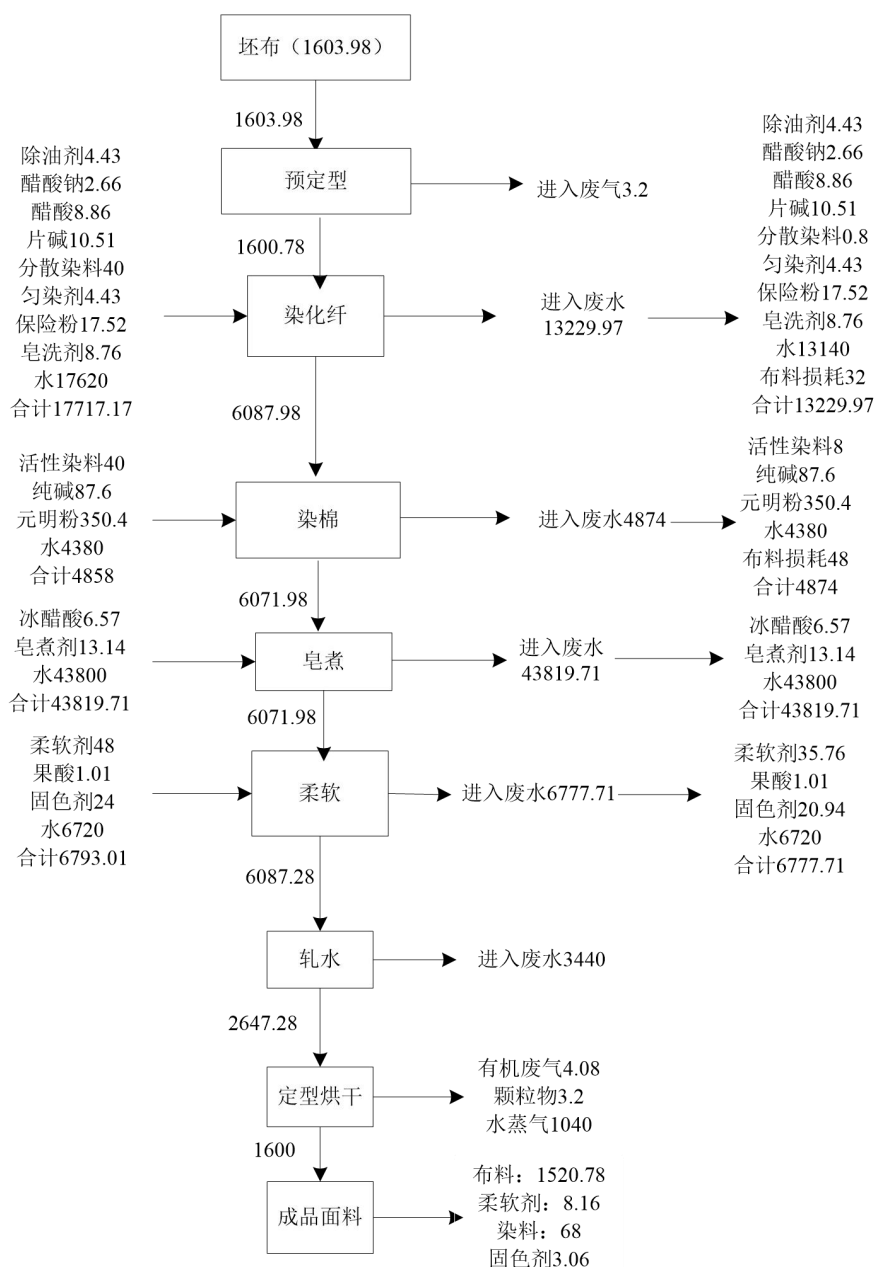 坯布（1603.98）
1603.98
预定型
进入废气3.2
1600.78
除油剂4.43
醋酸钠2.66
醋酸8.86
片碱10.51
分散染料40
匀染剂4.43
保险粉17.52
皂洗剂8.76
水17620
合计17717.17
染化纤
进入废水
13229.97
除油剂4.43
醋酸钠2.66
醋酸8.86
片碱10.51
分散染料0.8
匀染剂4.43
保险粉17.52
皂洗剂8.76
水13140
布料损耗32
合计13229.97
6087.98
活性染料40
纯碱87.6
元明粉350.4
水4380
合计4858
染棉
进入废水4874
活性染料8
纯碱87.6
元明粉350.4
水4380
布料损耗48
合计4874
6071.98
冰醋酸6.57
皂煮剂13.14
水43800
合计43819.71
皂煮
进入废水
43819.71
冰醋酸6.57
皂煮剂13.14
水43800
合计43819.71
6071.98
柔软剂48
果酸1.01
固色剂24
水6720
合计6793.01
柔软
进入废水6777.71
柔软剂35.76
果酸1.01
固色剂20.94
水6720
合计6777.71
6087.28
轧水
进入废水3440
2647.28
定型烘干
有机废气4.08
颗粒物3.2
水蒸气1040
1600
成品面料
布料：1520.78
柔软剂：8.16
染料：68
固色剂3.06